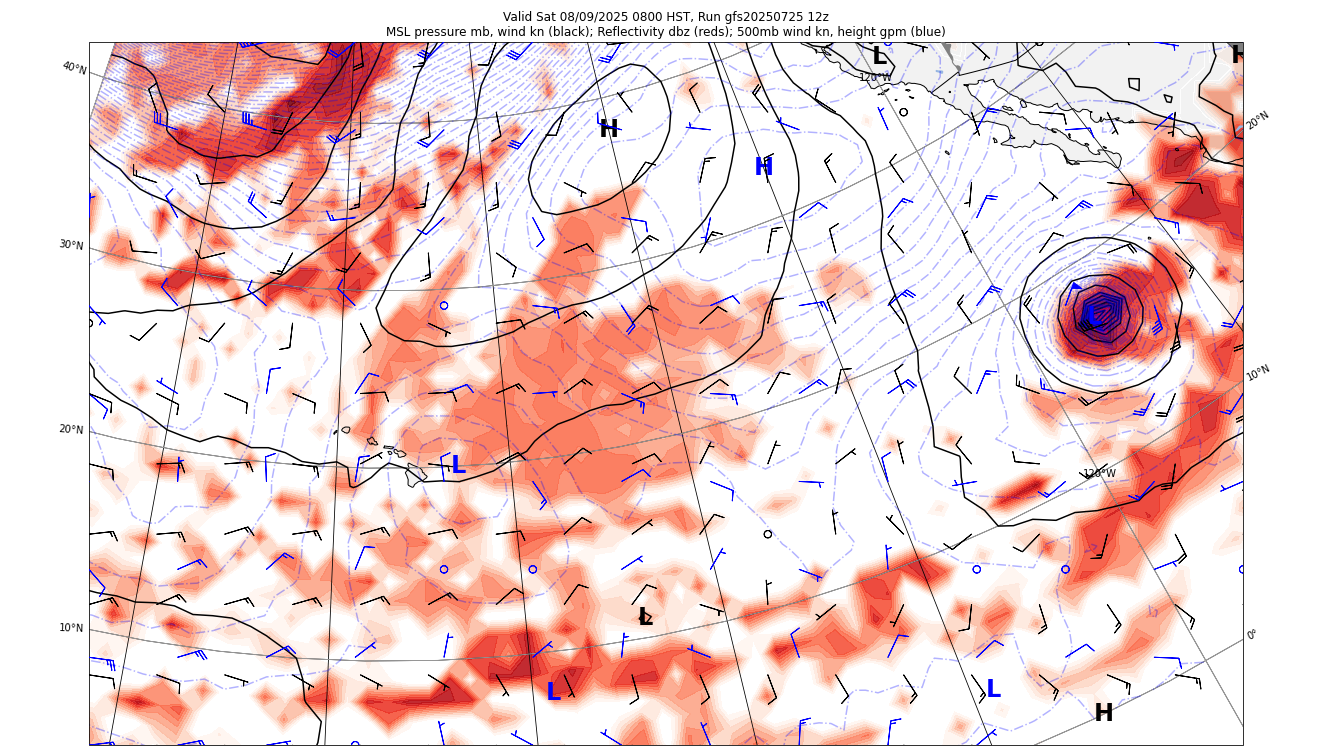 Valid Sat 08/09/2025 0800 HST, Run gfs20250725 12z
MSL pressure mb, wind kn (black); Reflectivity dbz (reds); 500mb wind kn, height gpm (blue)
L
H
120°W
40°N
20°N
H
H
30°N
10°N
20°N
L
120°W
L
10°N
0°
L
L
H